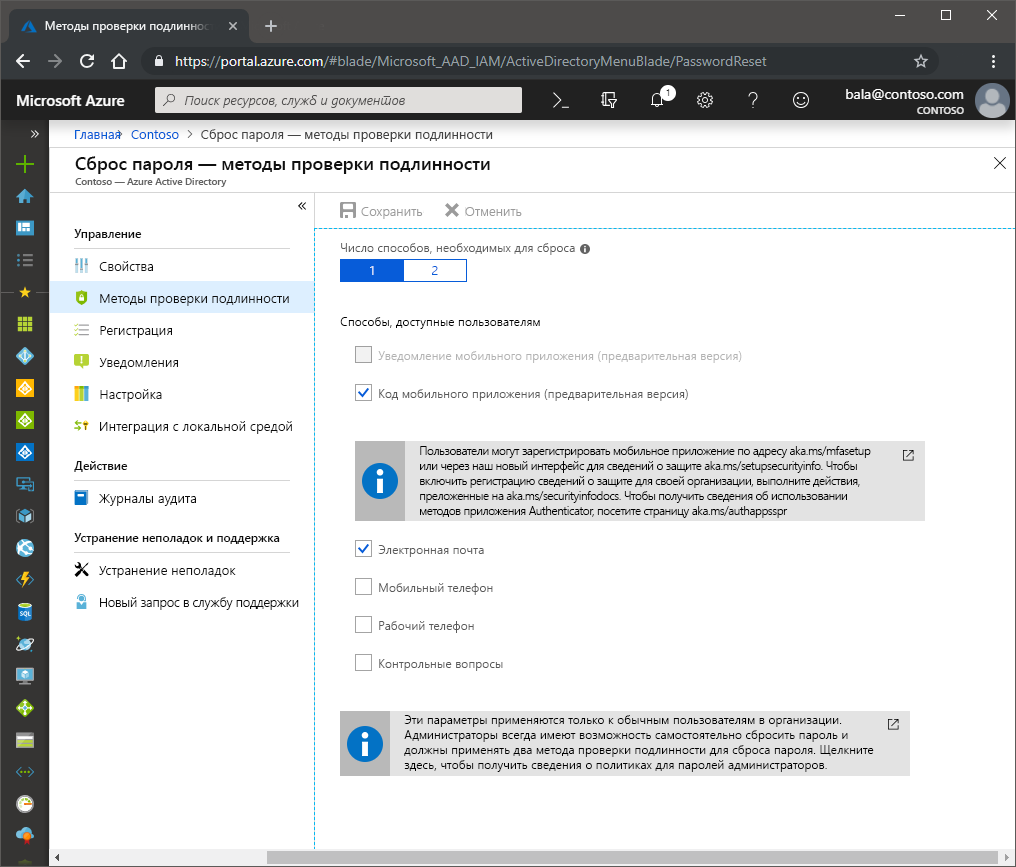 Методы проверки подлиннос
https://portal.azure.com/#blade/Microsoft_AAD_IAM/ActiveDirectoryMenuBlade/PasswordReset
Microsoft Azure
Поиск ресурсов, служб и документов
1
bala@contoso.com
CONTOSO
Главная
Contoso > Сброс пароля — методы проверки подлинности
Сброс пароля — методы проверки подлинности
Contoso — Azure Active Directory
Управление
Свойства
Методы проверки подлинности
Регистрация
Уведомления
Настройка
Интеграция с локальной средой
Действие
Журналы аудита
Устранение неполадок и поддержка
Устранение неполадок
Новый запрос в службу поддержки
Сохранить
Отменить
Число способов, необходимых для сброса
1
2
Способы, доступные пользователям
Уведомление мобильного приложения (предварительная версия)
Код мобильного приложения (предварительная версия)
Пользователи могут зарегистрировать мобильное приложение по адресу aka.ms/mfasetup
или через наш новый интерфейс для сведений о защите aka.ms/setupsecurityinfo. Чтобы
включить регистрацию сведений о защите для своей организации, выполните действия,
преложенные на aka.ms/securityinfodocs. Чтобы получить сведения об использовании
методов приложения Authenticator, посетите страницу aka.ms/authappsspr
Электронная почта
Мобильный телефон
Рабочий телефон
Контрольные вопросы
Эти параметры применяются только к обычным пользователям в организации.
Администраторы всегда имеют возможность самостоятельно сбросить пароль и
должны применять два метода проверки подлинности для сброса пароля. Щелкните
здесь, чтобы получить сведения о политиках для паролей администраторов.
SQL